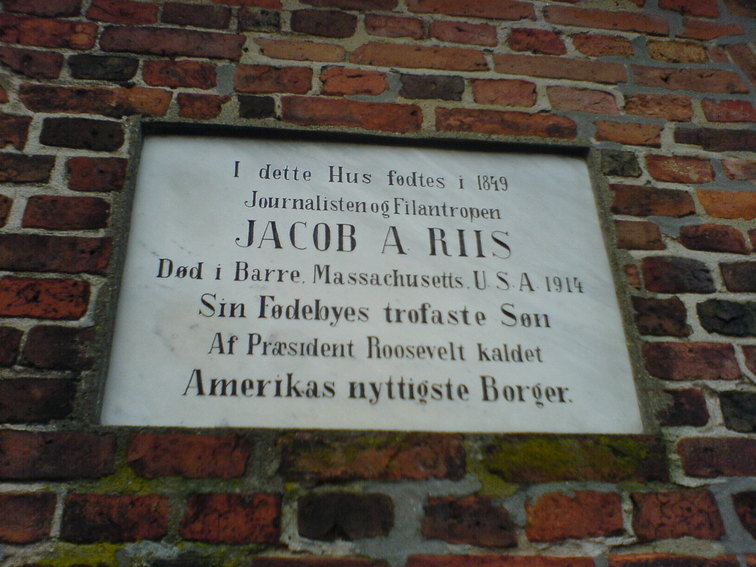 I dette Hus fødtes i 1849
Journalisten og Filantropen
JACOB A. RIIS
Død i Barre. Massachusetts. U.S.A. 1914
Sin Fødebyes trofaste Søn
Af Præsident Roosevelt kaldet
Amerikas nyttigste Borger.